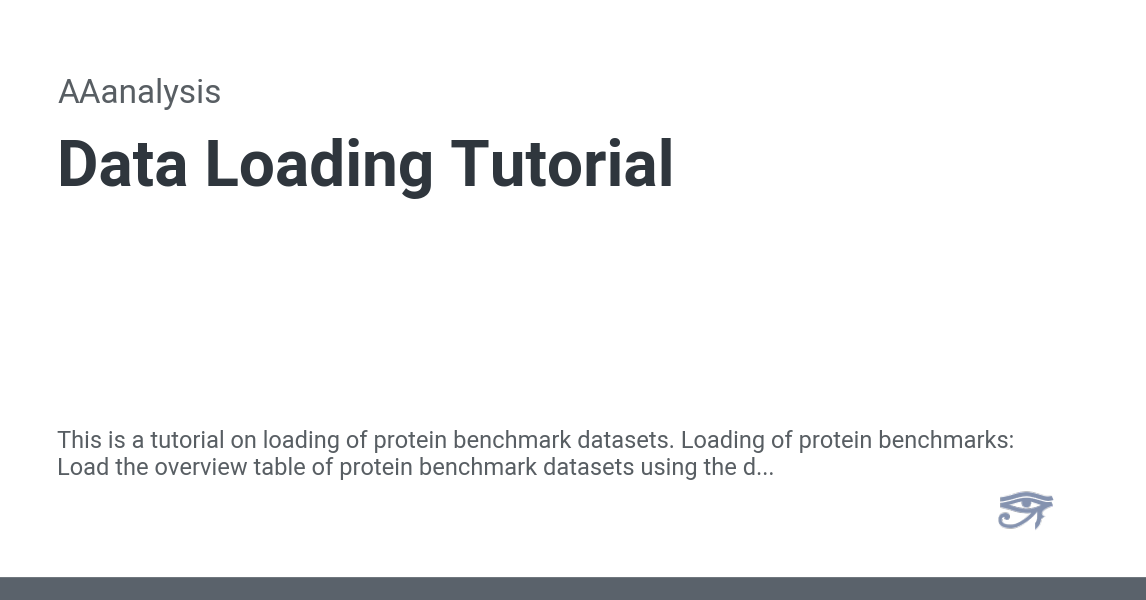 AAanalysis
Data Loading Tutorial
This is a tutorial on loading of protein benchmark datasets. Loading of protein benchmarks:
Load the overview table of protein benchmark datasets using the d...